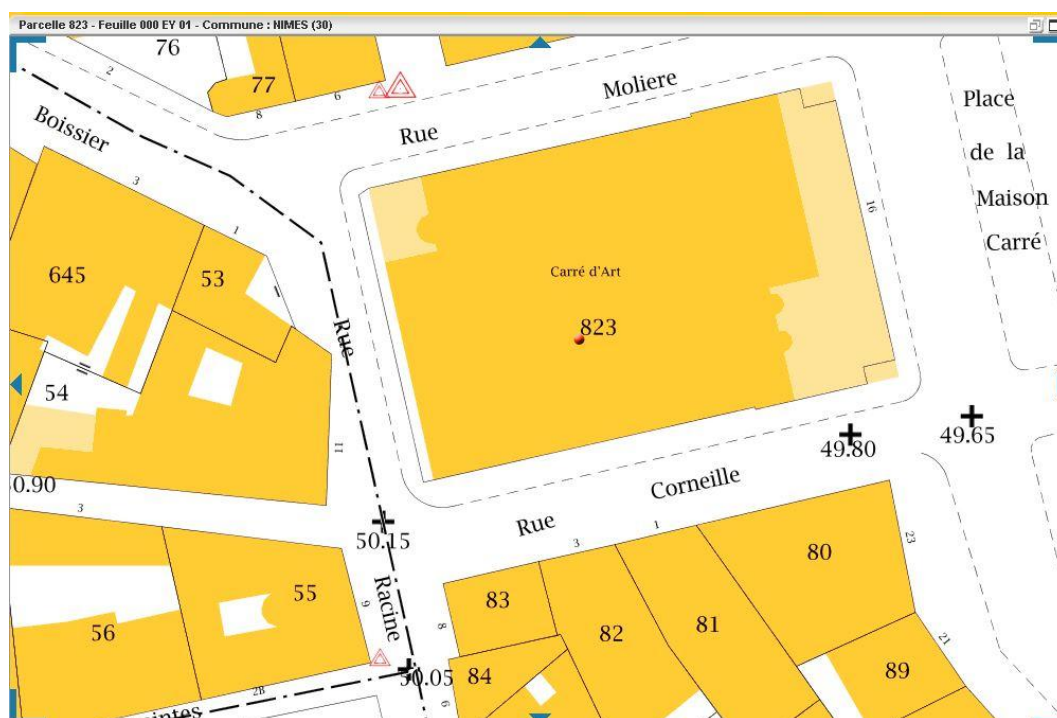 Parcelle 823 - Feuille 000 EY 01 - Commune : NIMES (30)
76
77
2
8
6
Rue Moliere
Place
de la
Maison
Carré
Boissier
3
1
16
645
53
Carré d'Art
823
Rue
54
11
49.80
49.65
0.90
3
Rue Corneille
50.15
3
1
23
80
Racine
9
55
56
83
82
81
8
21
84
89
50.05
6
2B
intes